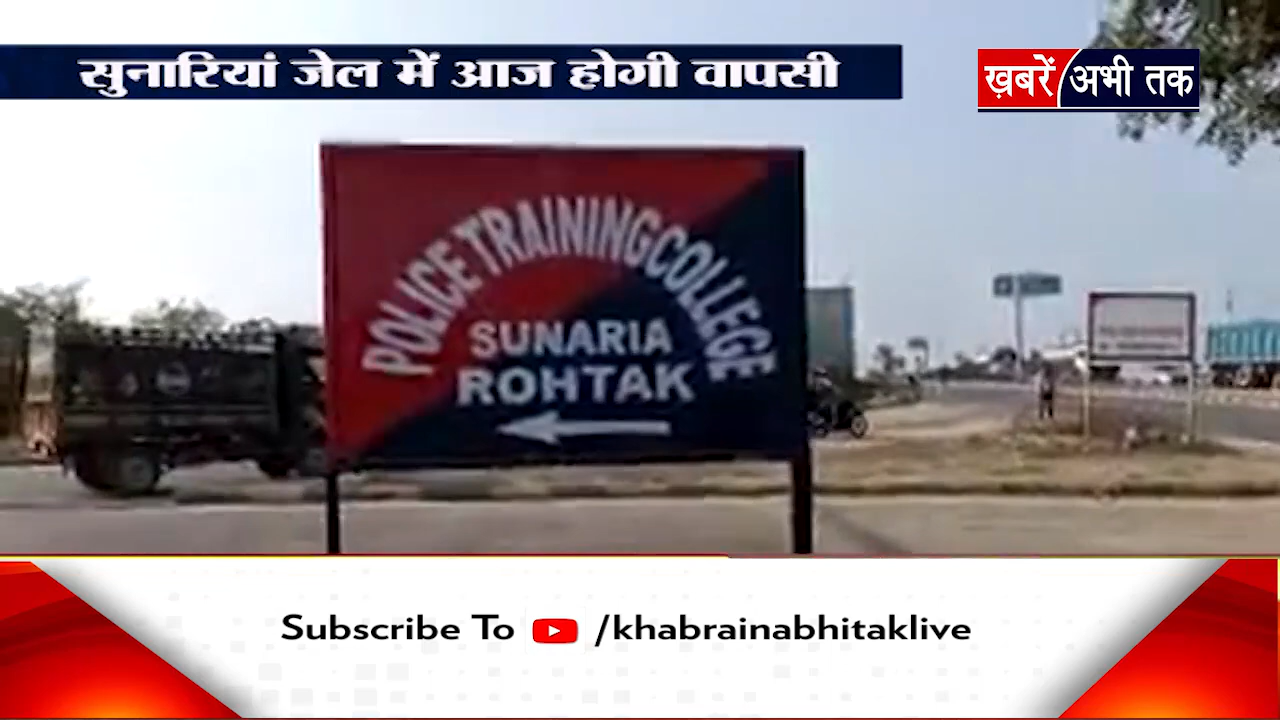 सुनारियां जेल में आज होगी वापसी
ख़बरें अभी तक
POLICE TRAINING COLLEGE
SUNARIA
ROHTAK
Subscribe To /khabrainabhitaklive